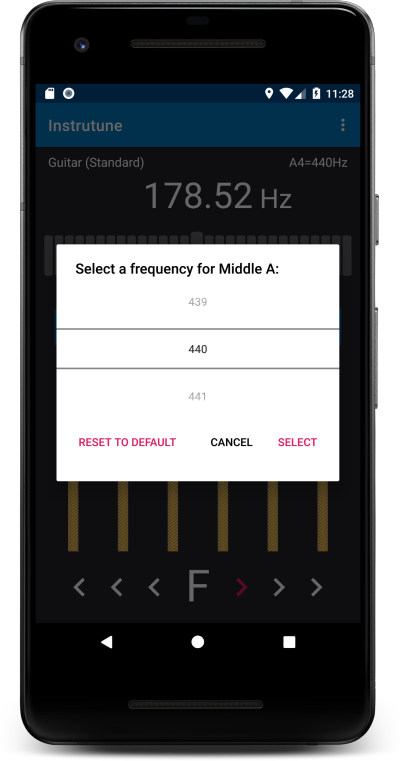 11:28
Instrutune
Guitar (Standard) A4=440Hz
178.52 Hz
Select a frequency for Middle A:
439
440
441
RESET TO DEFAULT CANCEL SELECT
F